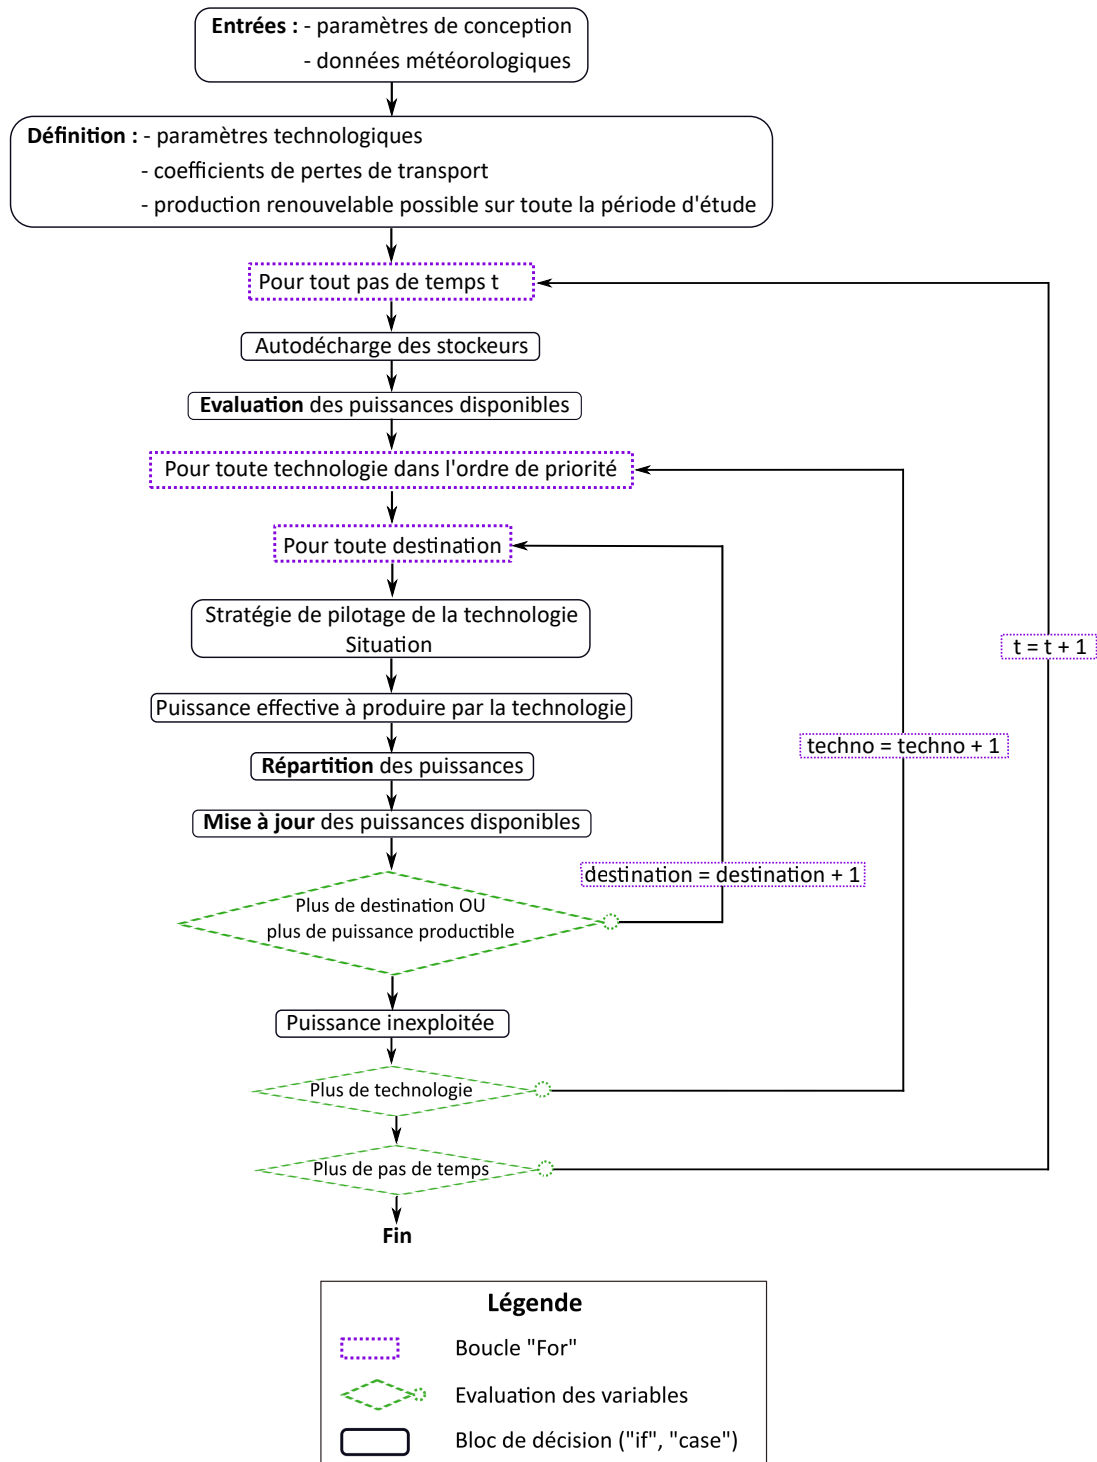 Entrées : - paramètres de conception
- données météorologiques
Définition : - paramètres technologiques
- coefficients de pertes de transport
- production renouvelable possible sur toute la période d'étude
Pour tout pas de temps t
Autodécharge des stockeurs
Evaluation des puissances disponibles
Pour toute technologie dans l'ordre de priorité
Pour toute destination
Stratégie de pilotage de la technologie
Situation
t = t + 1
Puissance effective à produire par la technologie
techno = techno + 1
Répartition des puissances
Mise à jour des puissances disponibles
destination = destination + 1
Plus de destination OU
plus de puissance productible
Puissance inexploitée
Plus de technologie
Plus de pas de temps
Fin
Légende
Boucle "For"
Evaluation des variables
Bloc de décision ("if", "case")